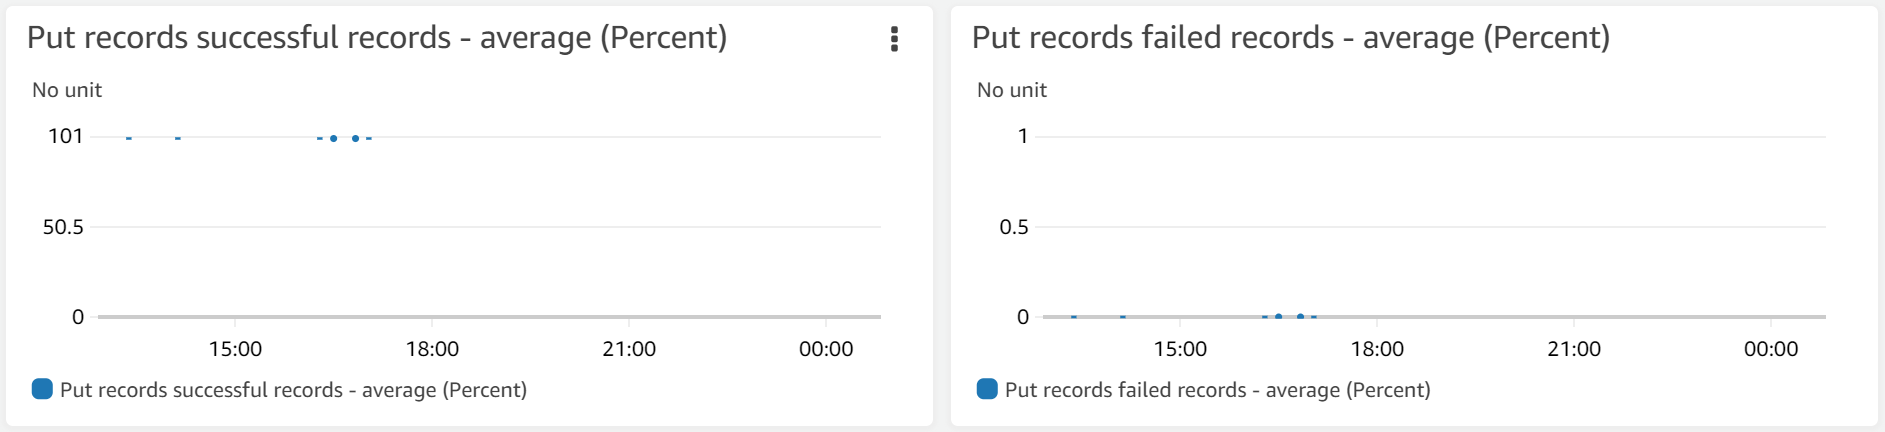 Put records successful records - average (Percent)
No unit
101
50.5
0
15:00 18:00 21:00 00:00
Put records successful records - average (Percent)
Put records failed records - average (Percent)
No unit
1
0.5
0
15:00 18:00 21:00 00:00
Put records failed records - average (Percent)